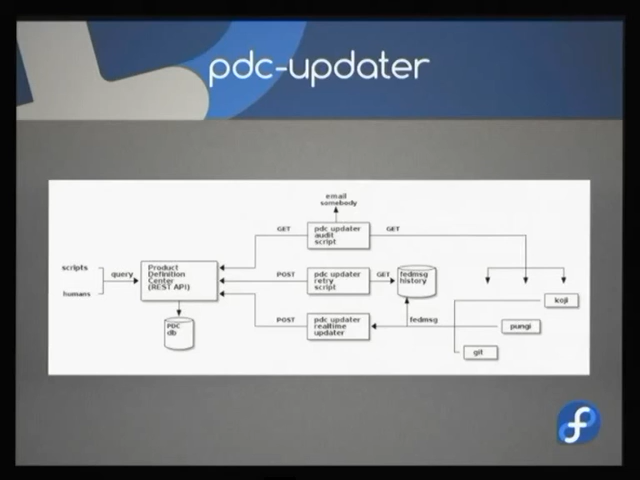 pdc-updater
email
somebody
GET
pdc updater
audit
script
GET
scripts
query
humans
Product
Definition
Center
(REST API)
POST
pdc updater
retry
script
GET
fedmsg
history
koji
PDC
db
POST
pdc updater
realtime
updater
fedmsg
pungi
git